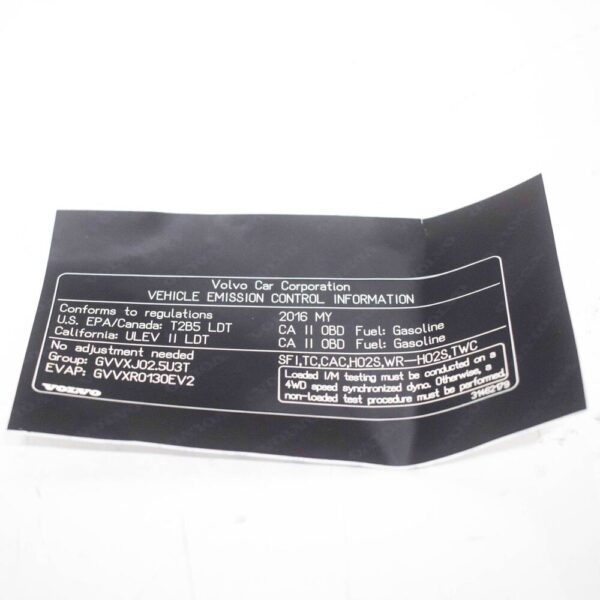 Volvo Car Corporation
VEHICLE EMISSION CONTROL INFORMATION
Conforms to regulations 2016 MY
U.S. EPA/Canada: T2B5 LDT CA II OBD Fuel: Gasoline
California: ULEV II LDT CA II OBD Fuel: Gasoline
No adjustment needed SFI,TC,CAC,HO2S,WR-HO2S,TWC
Group: GVVXJ02.5U3T
EVAP: GVVXR0130EV2
Loaded I/M testing must be conducted on a
4WD speed synchronized dyno. Otherwise, a
non-loaded test procedure must be performed.
VOLVO 31462179